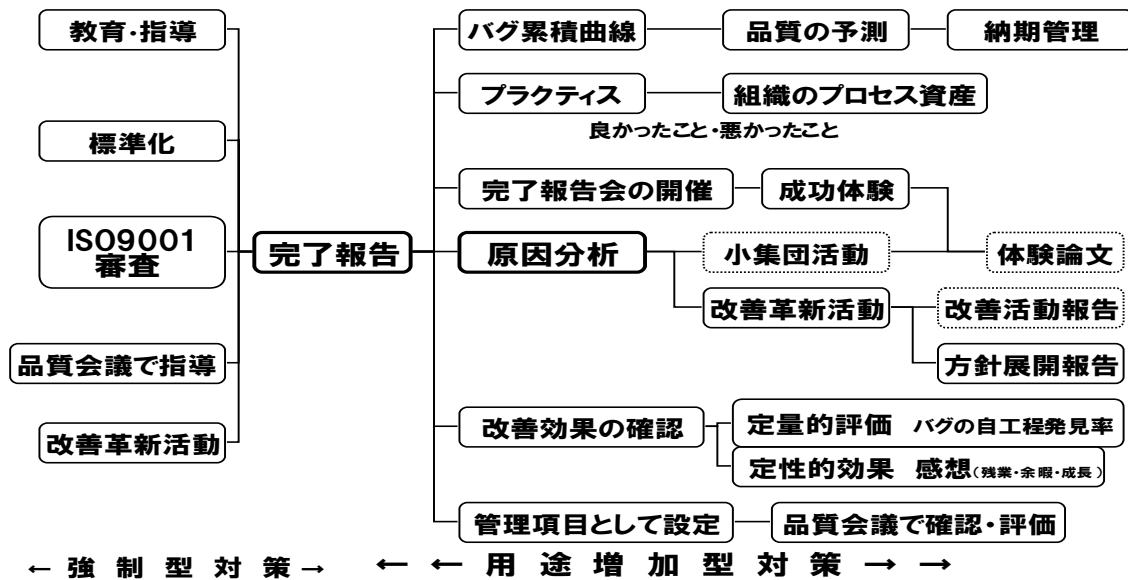 教育・指導
標準化
ISO9001
審査
品質会議で指導
改善革新活動
完了報告
バグ累積曲線
品質の予測
納期管理
プラクティス
組織のプロセス資産
良かったこと・悪かったこと
完了報告会の開催
成功体験
原因分析
小集団活動
体験論文
改善革新活動
改善活動報告
方針展開報告
改善効果の確認
定量的評価 バグの自工程発見率
定性的効果 感想(残業・余暇・成長)
管理項目として設定
品質会議で確認・評価
← 強制型対策→
← ← 用途増加型対策 → →